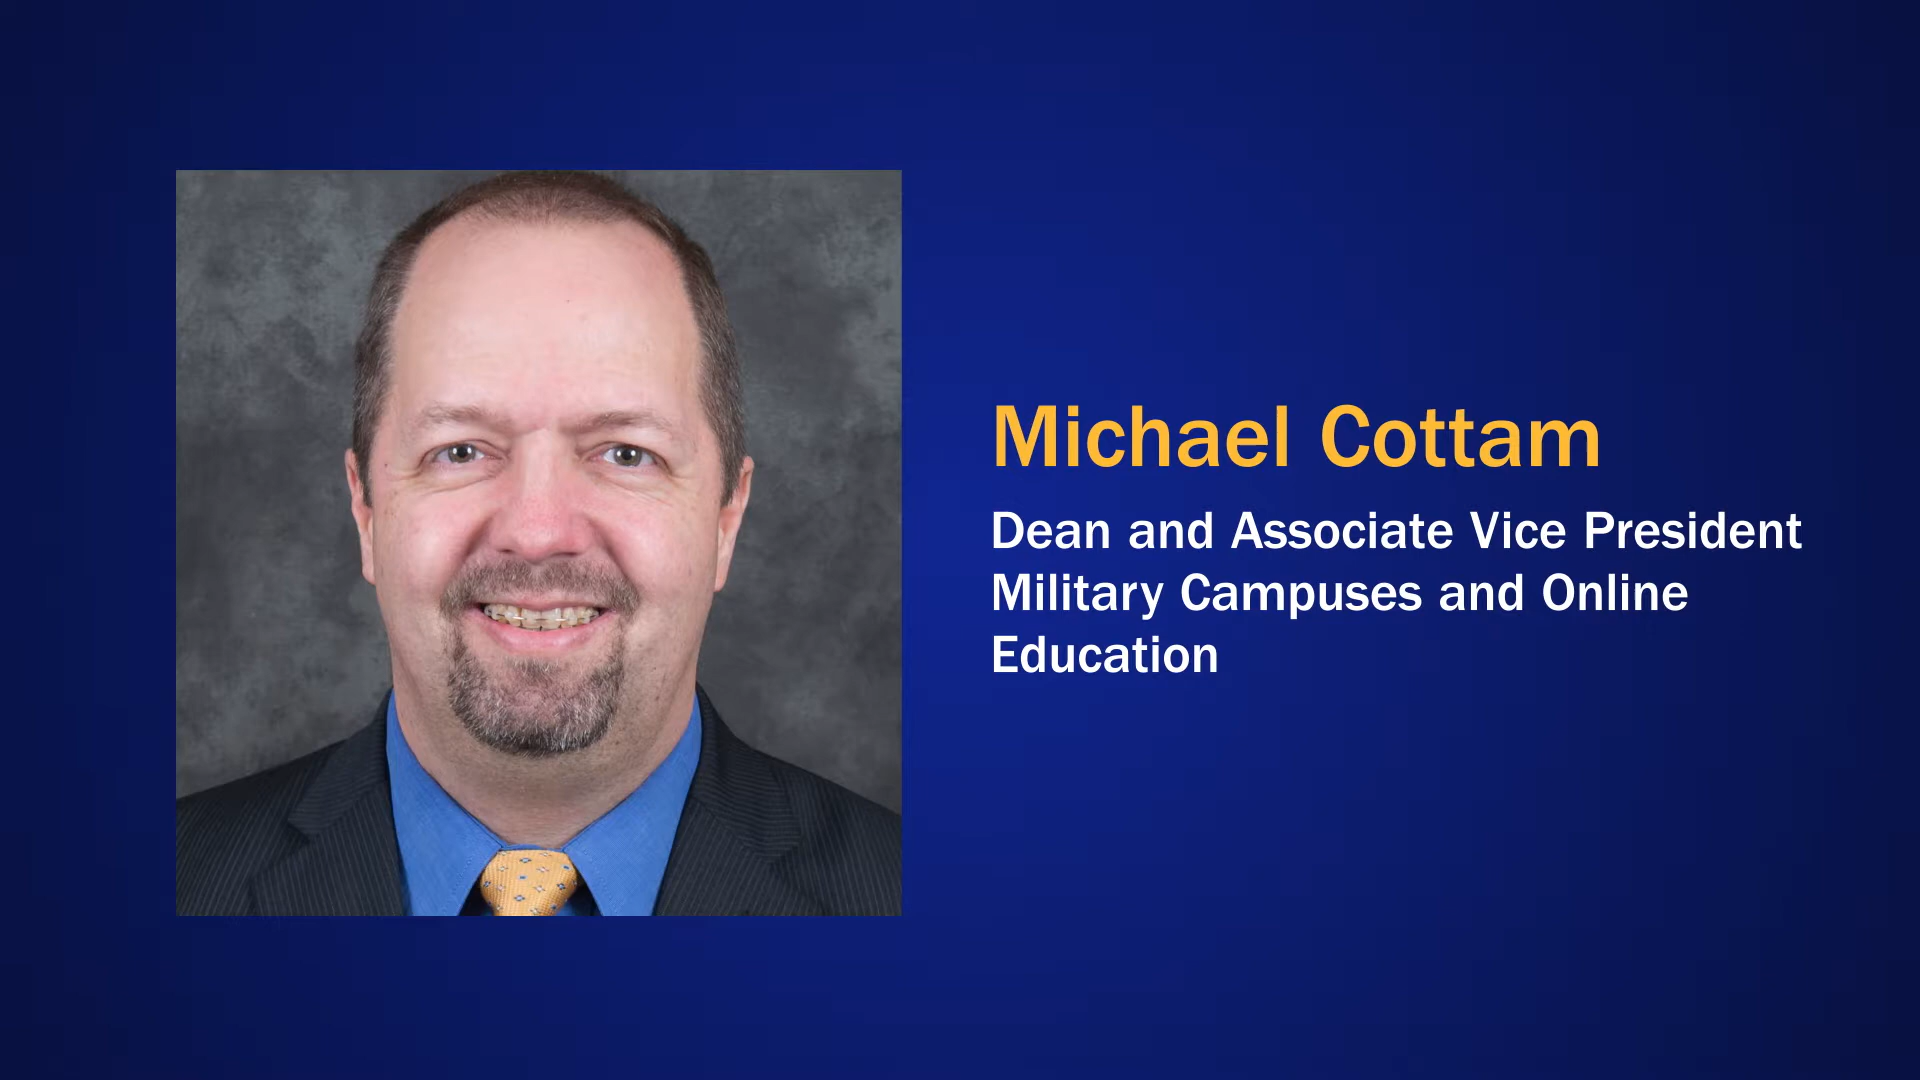 Michael Cottam
Dean and Associate Vice President
Military Campuses and Online
Education